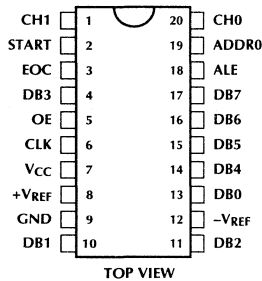 CH1 1 20 CH0
START 2 19 ADDR0
EOC 3 18 ALE
DB3 4 17 DB7
OE 5 16 DB6
CLK 6 15 DB5
VCC 7 14 DB4
+VREF 8 13 DB0
GND 9 12 ~VREF
DB1 10 11 DB2
TOP VIEW